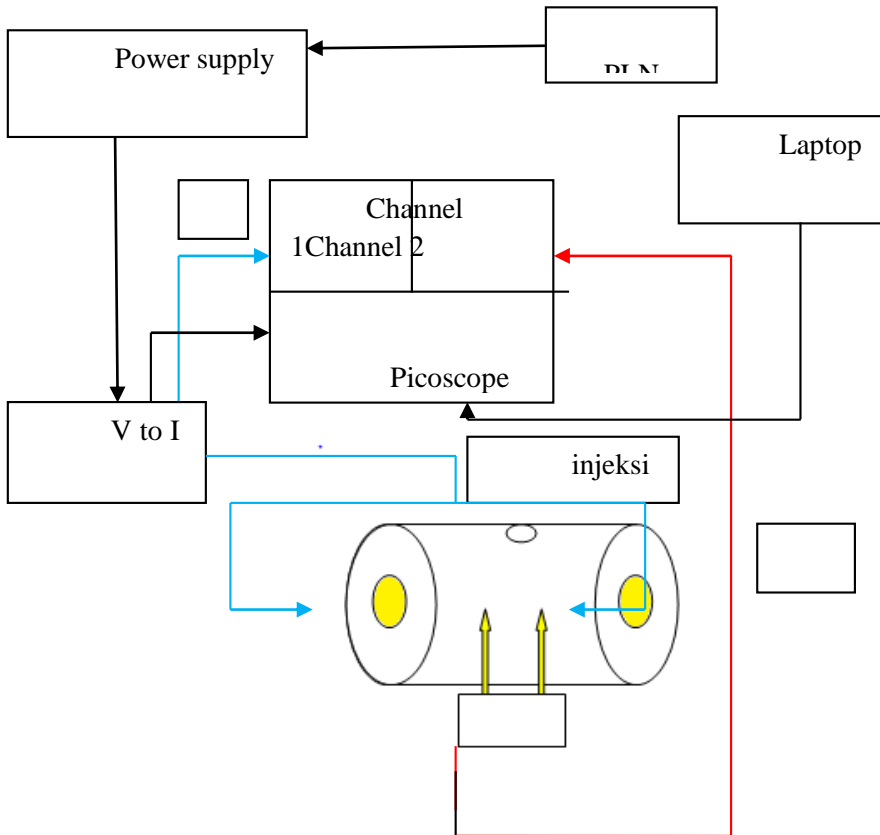 Power supply
Laptop
Channel
1Channel 2
Picoscope
V to I
injeksi